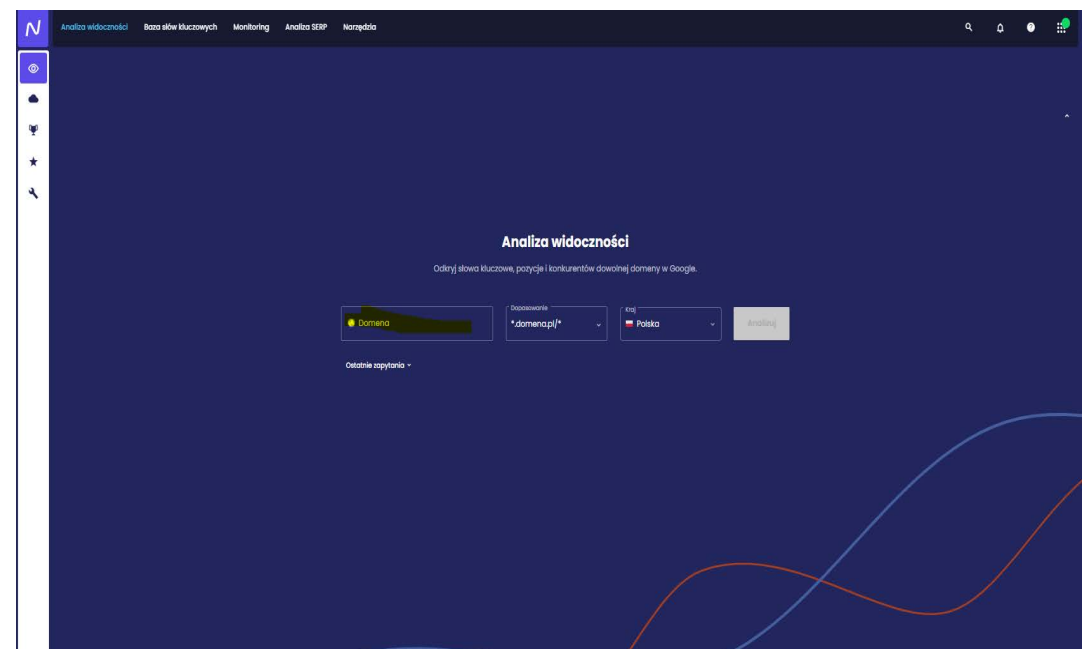 N
Analiza widoczności Baza słów kluczowych Monitoring Analiza SERP Narzędzia
Analiza widoczności
Odkryj słowa kluczowe, pozycje i konkurentów dowolnej domeny w Google.
Domena
Dopasowanie
*.domena.pl/*
Kraj
Polska
Analizuj
Ostatnie zapytania